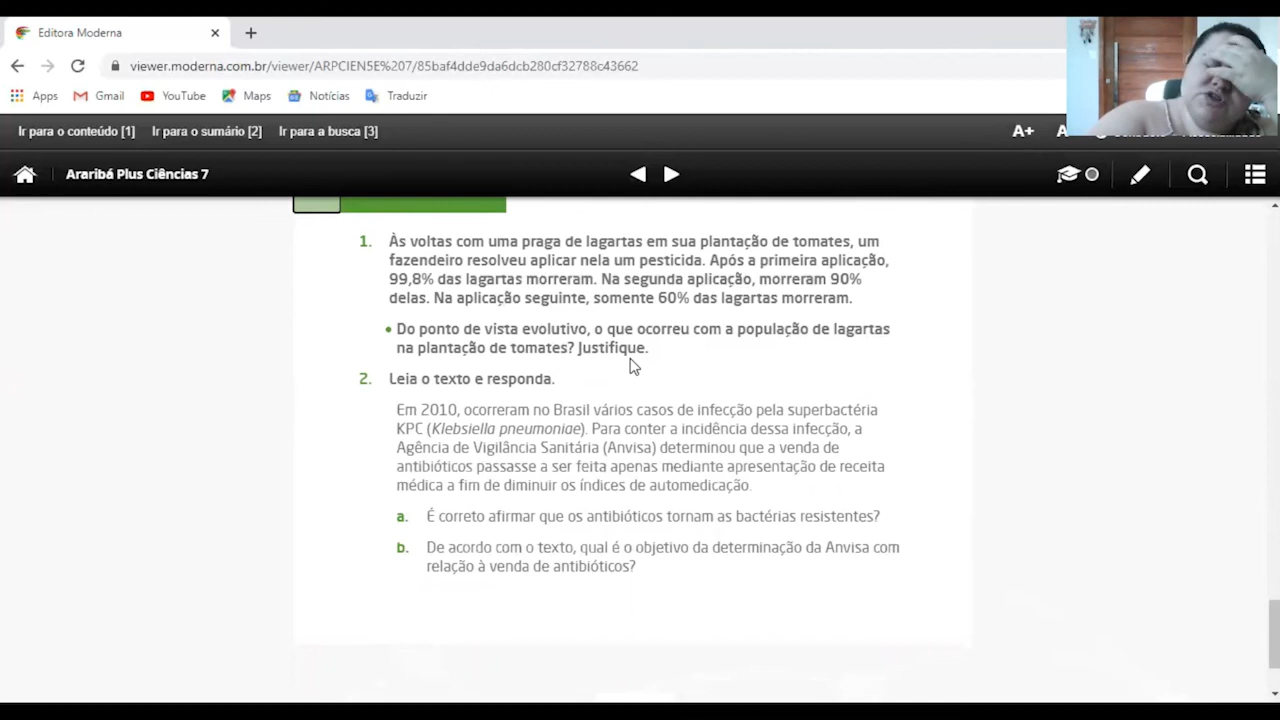 Editora Moderna
viewer.moderna.com.br/viewer/ARPCIEN5E%207/85baf4dde9da6dcb280cf32788c43662
Apps Gmail YouTube Maps Notícias Traduzir
Ir para o conteúdo [1] Ir para o sumário [2] Ir para a busca [3] A+
Araribá Plus Ciências 7
1. Às voltas com uma praga de lagartas em sua plantação de tomates, um
fazendeiro resolveu aplicar nela um pesticida. Após a primeira aplicação,
99,8% das lagartas morreram. Na segunda aplicação, morreram 90%
delas. Na aplicação seguinte, somente 60% das lagartas morreram.
• Do ponto de vista evolutivo, o que ocorreu com a população de lagartas
na plantação de tomates? Justifique.
2. Leia o texto e responda.
Em 2010, ocorreram no Brasil vários casos de infecção pela superbactéria
KPC (Klebsiella pneumoniae). Para conter a incidência dessa infecção, a
Agência de Vigilância Sanitária (Anvisa) determinou que a venda de
antibióticos passasse a ser feita apenas mediante apresentação de receita
médica a fim de diminuir os índices de automedicação.
a. É correto afirmar que os antibióticos tornam as bactérias resistentes?
b. De acordo com o texto, qual é o objetivo da determinação da Anvisa com
relação à venda de antibióticos?